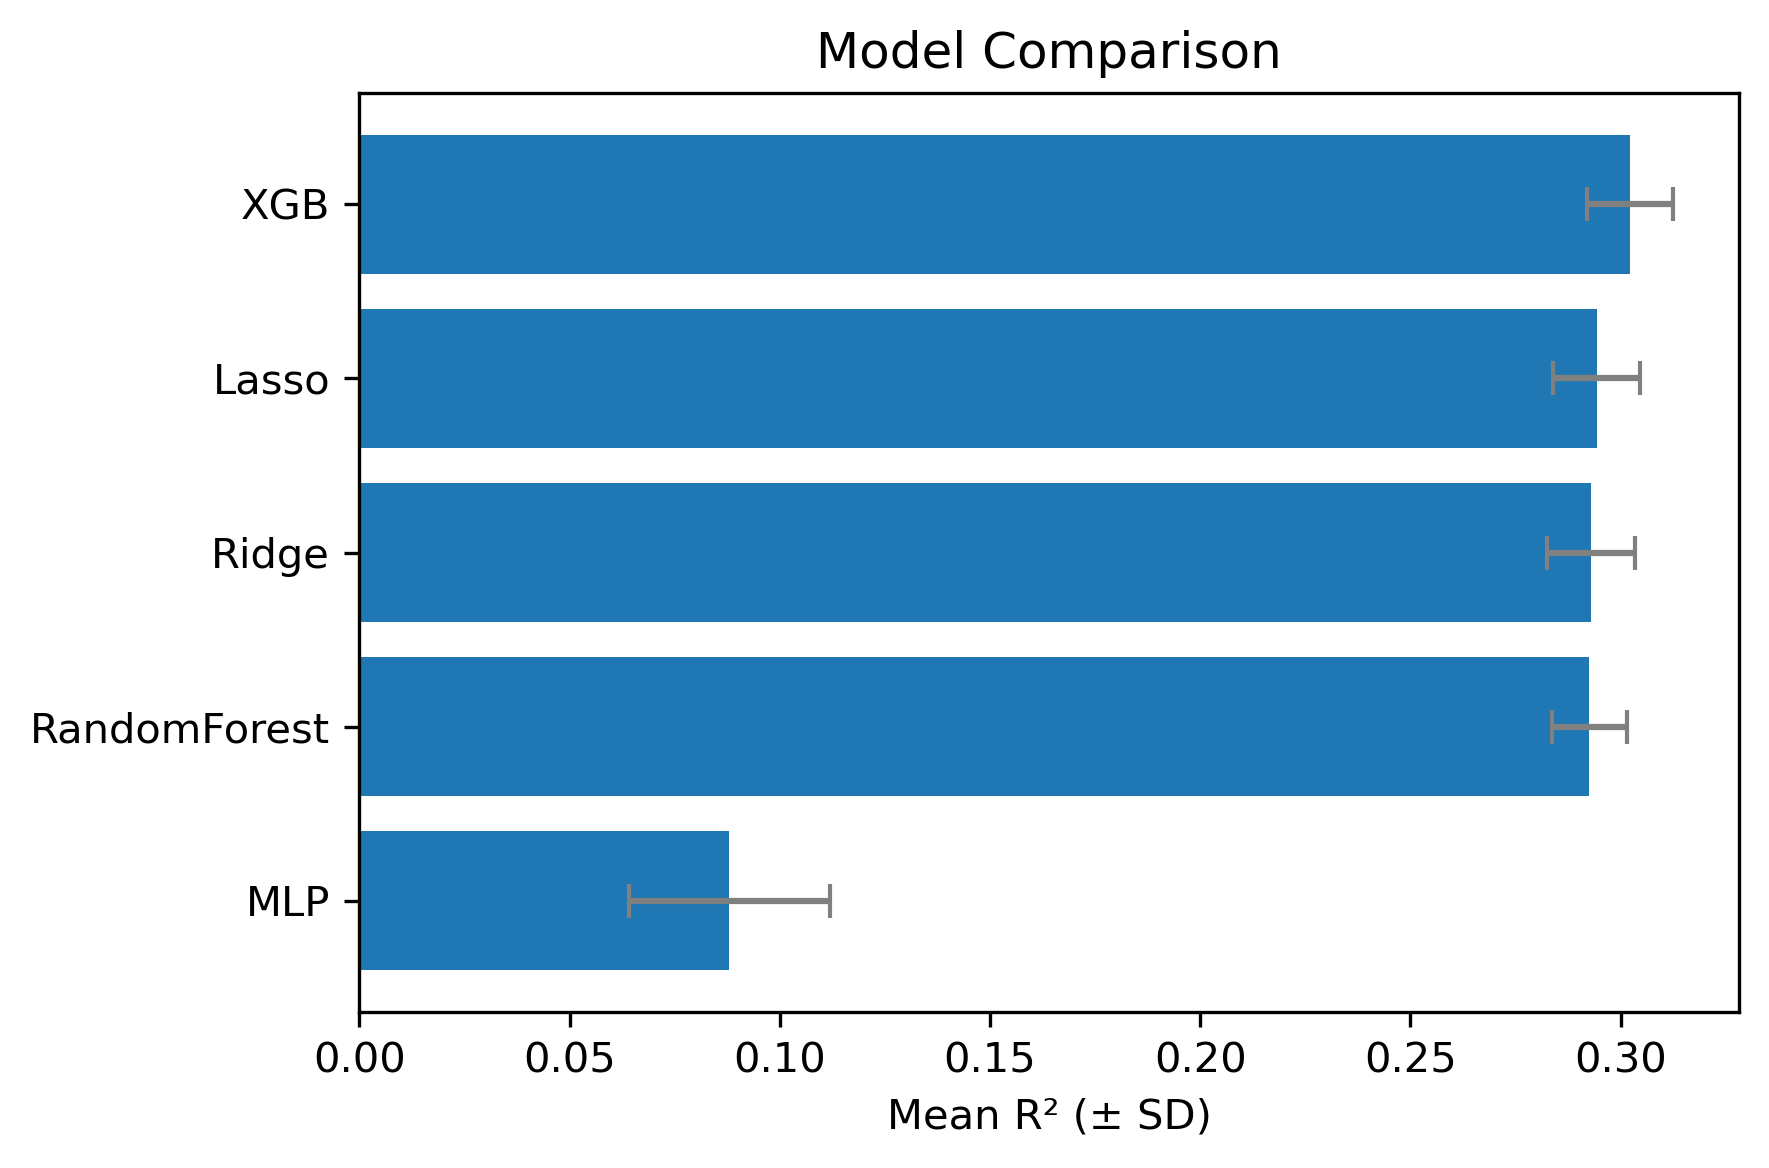 Model Comparison
XGB
Lasso
Ridge
RandomForest
MLP
0.00 0.05 0.10 0.15 0.20 0.25 0.30
Mean R² (± SD)